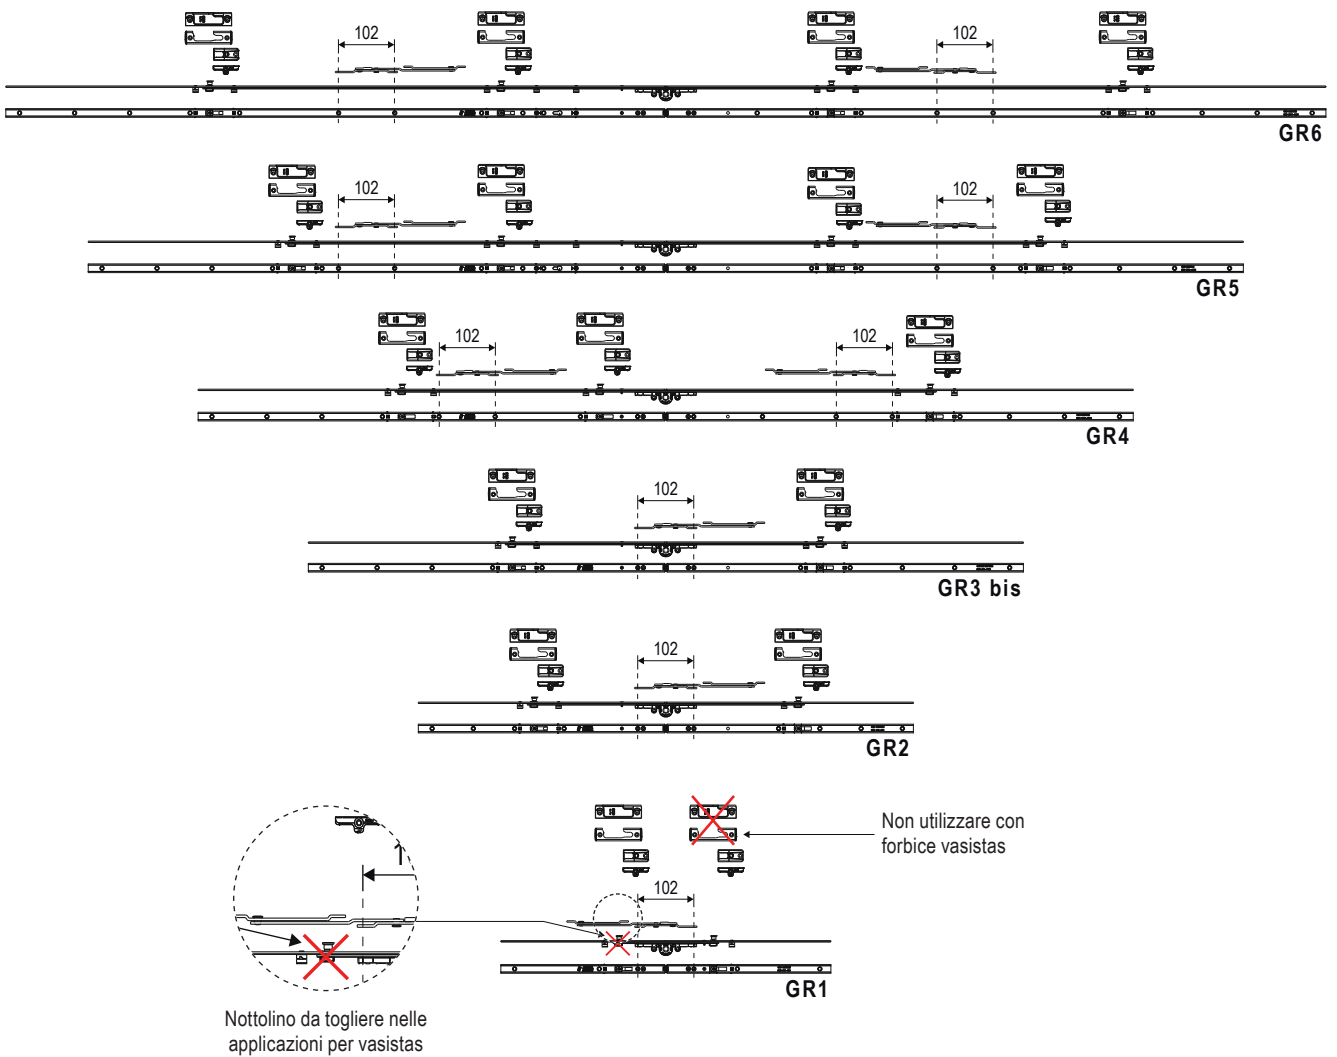 102
102
GR6
102
102
GR5
102
102
GR4
102
GR3 bis
102
GR2
Non utilizzare con
forbice vasistas
1
102
GR1
Nottolino da togliere nelle
applicazioni per vasistas